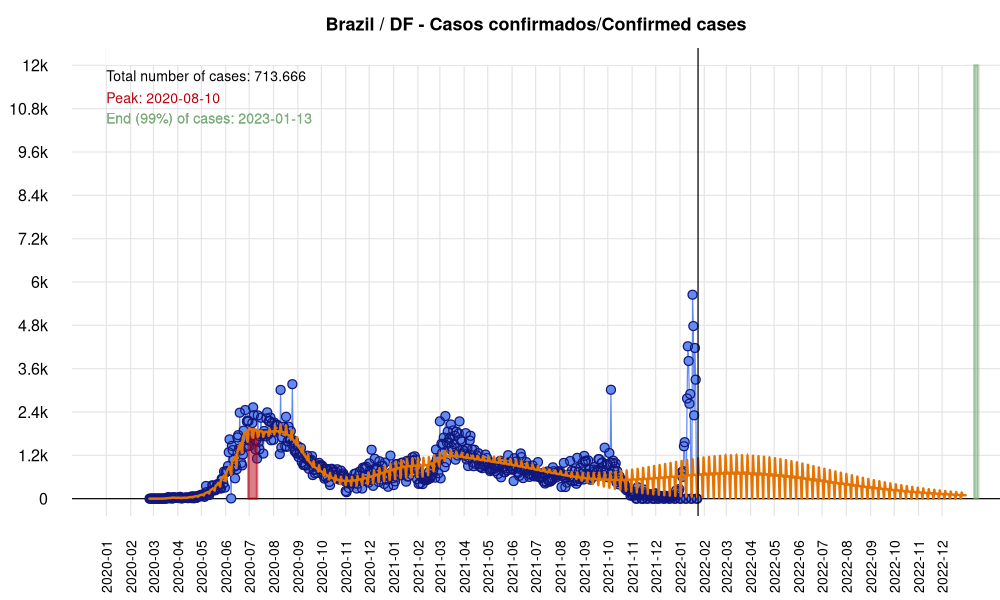 Brazil / DF - Casos confirmados/Confirmed cases
Total number of cases: 713.666
Peak: 2020-08-10
End (99%) of cases: 2023-01-13
12k
10.8k
9.6k
8.4k
7.2k
6k
4.8k
3.6k
2.4k
1.2k
0
2020-01
2020-02
2020-03
2020-04
2020-05
2020-06
2020-07
2020-08
2020-09
2020-10
2020-11
2020-12
2021-01
2021-02
2021-03
2021-04
2021-05
2021-06
2021-07
2021-08
2021-09
2021-10
2021-11
2021-12
2022-01
2022-02
2022-03
2022-04
2022-05
2022-06
2022-07
2022-08
2022-09
2022-10
2022-11
2022-12